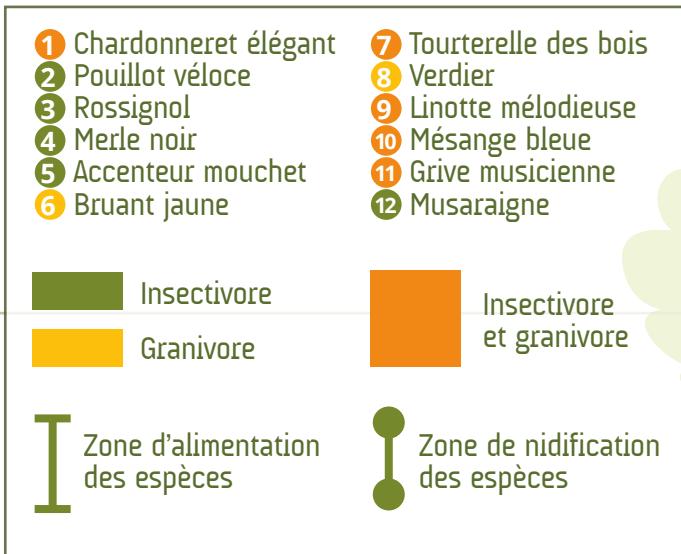 1 Chardonneret élégant
2 Pouillot véloce
3 Rossignol
4 Merle noir
5 Accenteur mouchet
6 Bruant jaune
7 Tourterelle des bois
8 Verdier
9 Linotte mélodieuse
10 Mésange bleue
11 Grive musicienne
12 Musaraigne
Insectivore
Granivore
Insectivore
et granivore
Zone d'alimentation
des espèces
Zone de nidification
des espèces